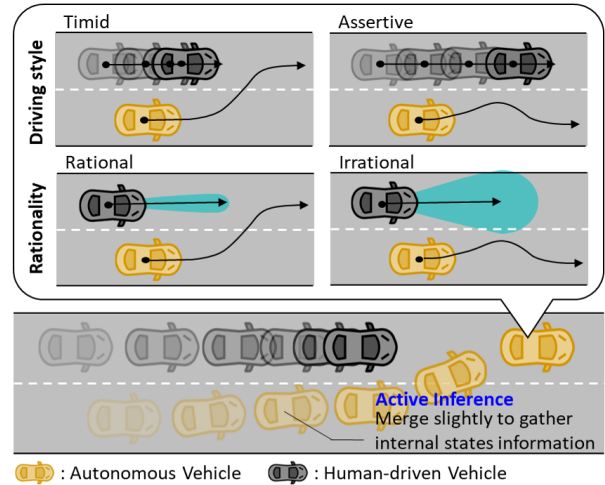 Timid
Assertive
Driving style
Rational
Irrational
Rationality
Active Inference
Merge slightly to gather
internal states information
: Autonomous Vehicle
: Human-driven Vehicle